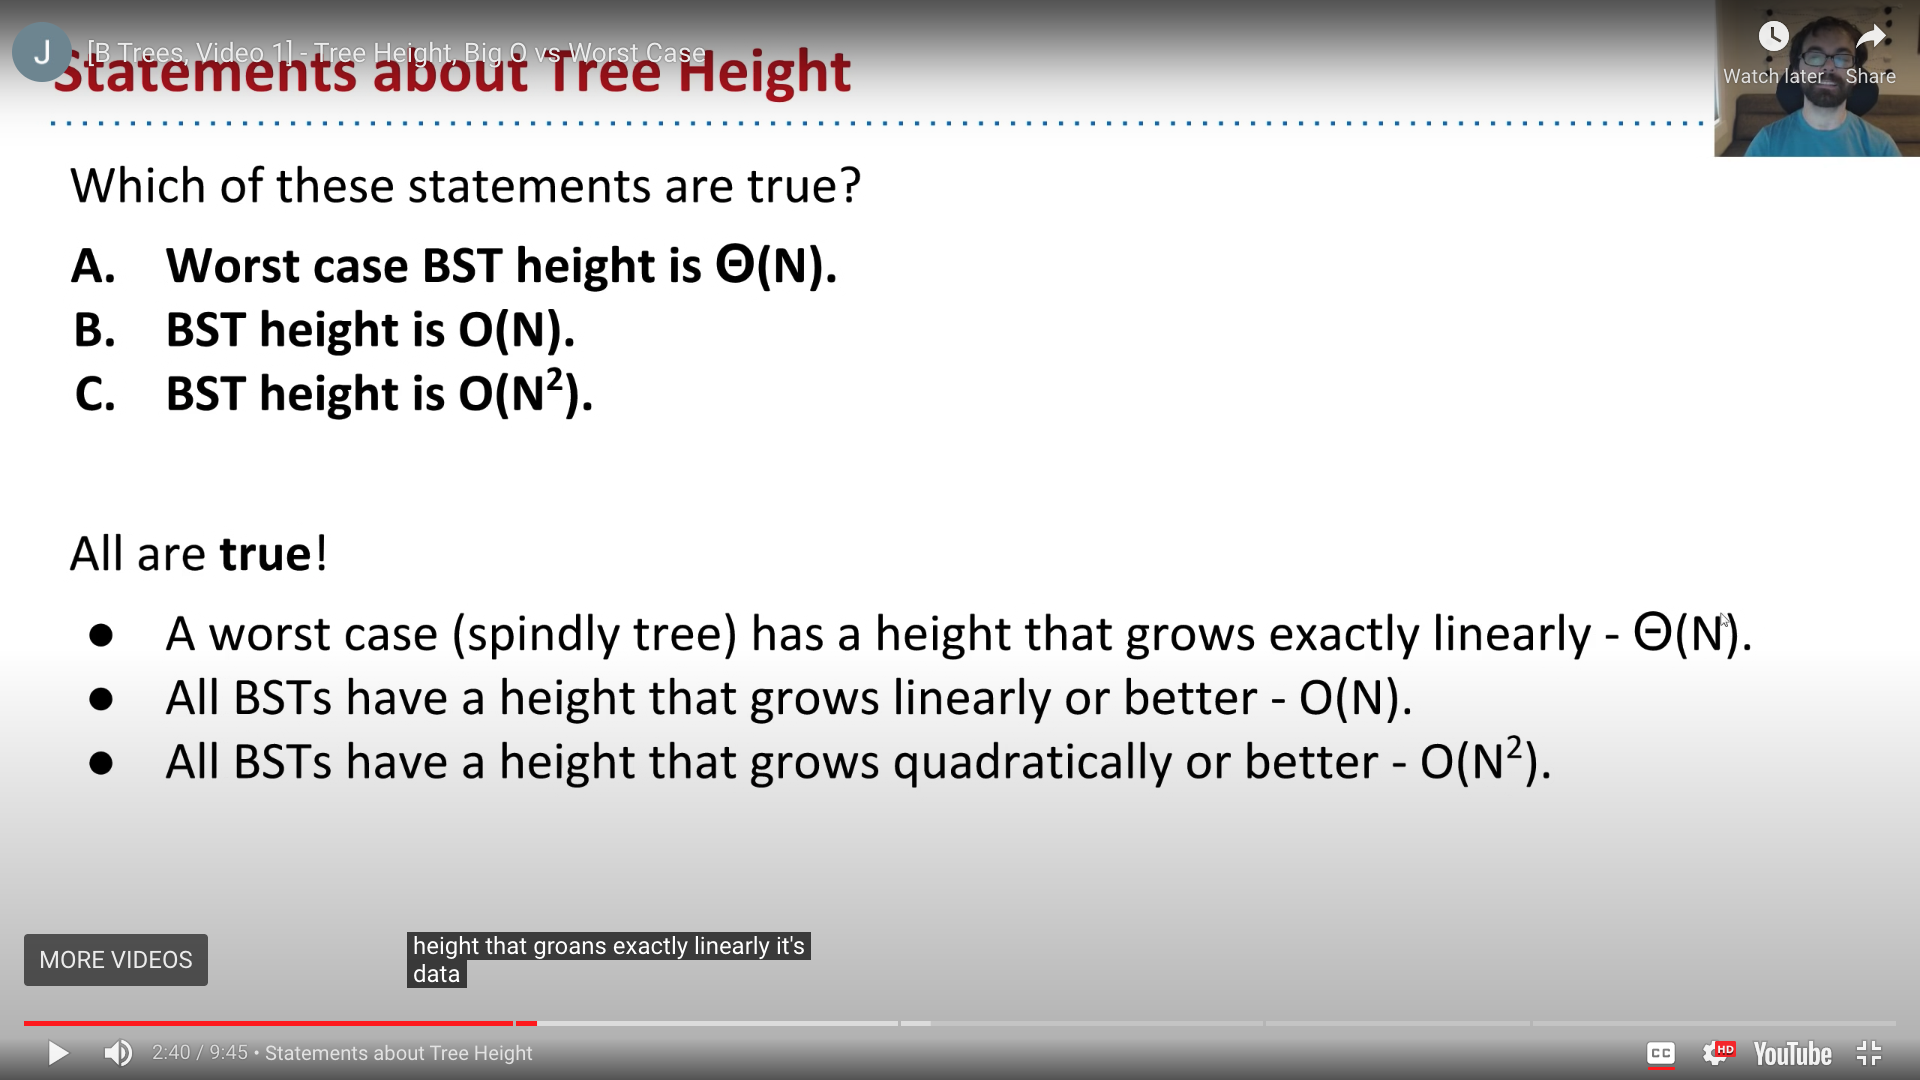 J
[B Trees, Video 1] - Tree Height, Big O vs Worst Case
Watch later
Share
Statements about Tree Height
Which of these statements are true?
A. Worst case BST height is Θ(N).
B. BST height is O(N).
C. BST height is O(N²).
All are true!
● A worst case (spindly tree) has a height that grows exactly linearly - Θ(N).
● All BSTs have a height that grows linearly or better - O(N).
● All BSTs have a height that grows quadratically or better - O(N²).
MORE VIDEOS
height that groans exactly linearly it's
data
2:40 / 9:45 • Statements about Tree Height
CC
HD
YouTube